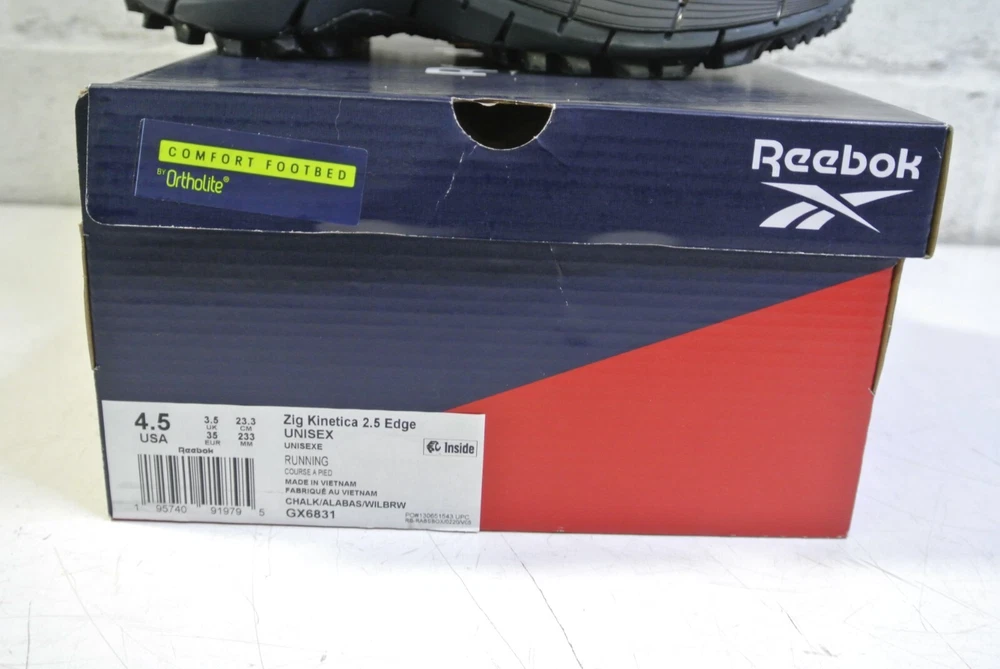 COMFORT FOOTBED
BY Ortholite®
Reebok
4.5
USA
3.5
UK
35
EUR
23.3
CM
233
MM
Reebok
1 95740 91979 5
Zig Kinetica 2.5 Edge
UNISEX
UNISEXE
Inside
RUNNING
COURSE A PIED
MADE IN VIETNAM
FABRIQUÉ AU VIETNAM
CHALK/ALABAS/WILBRW
GX6831